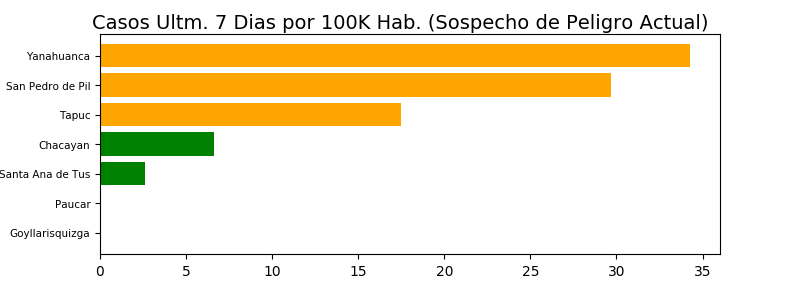 Casos Ultm. 7 Dias por 100K Hab. (Sospecho de Peligro Actual)
Yanahuanca
San Pedro de Pil
Tapuc
Chacayan
Santa Ana de Tus
Paucar
Goyllarisquizga
0 5 10 15 20 25 30 35